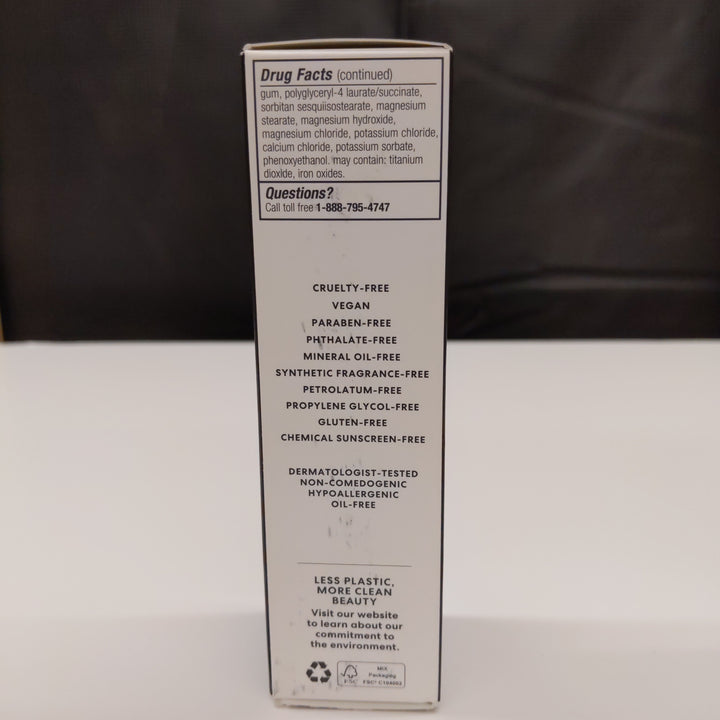 Drug Facts (continued)
gum, polyglyceryl-4 laurate/succinate,
sorbitan sesquiisostearate, magnesium
stearate, magnesium hydroxide,
magnesium chloride, potassium chloride,
calcium chloride, potassium sorbate,
phenoxyethanol. may contain: titanium
dioxide, iron oxides.
Questions?
Call toll free 1-888-795-4747
CRUELTY-FREE
VEGAN
PARABEN-FREE
PHTHALATE-FREE
MINERAL OIL-FREE
SYNTHETIC FRAGRANCE-FREE
PETROLATUM-FREE
PROPYLENE GLYCOL-FREE
GLUTEN-FREE
CHEMICAL SUNSCREEN-FREE
DERMATOLOGIST-TESTED
NON-COMEDOGENIC
HYPOALLERGENIC
OIL-FREE
LESS PLASTIC,
MORE CLEAN
BEAUTY
Visit our website
to learn about our
commitment to
the environment.
MIX
Packaging
FSC FSC® C104003